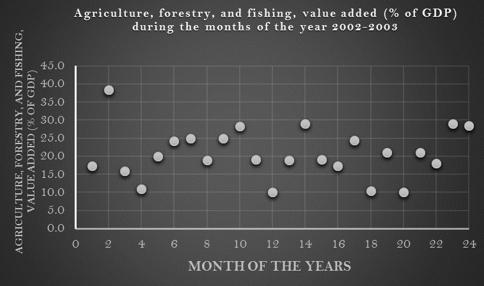 Agriculture, forestry, and fishing, value added (% of GDP)
during the months of the year 2002-2003
AGRICULTURE, FORESTRY, AND FISHING,
VALUE ADDED (% OF GDP)
45.0
40.0
35.0
30.0
25.0
20.0
15.0
10.0
5.0
0.0
0 2 4 6 8 10 12 14 16 18 20 22 24
MONTH OF THE YEARS